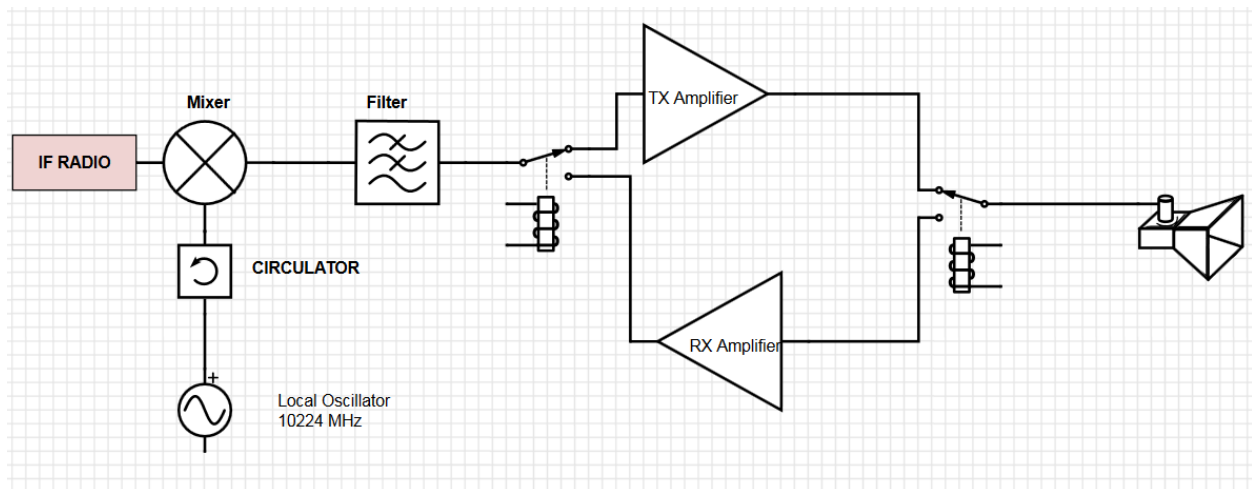 Mixer
Filter
TX Amplifier
IF RADIO
CIRCULATOR
RX Amplifier
+
Local Oscillator
10224 MHz